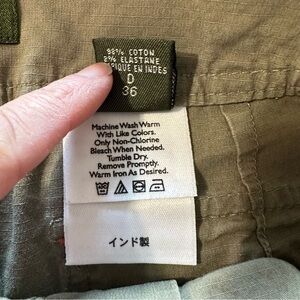 98% COTON
2% ELASTANE
FABRIQUÉ EN INDES
D
36
Machine Wash Warm
With Like Colors.
Only Non-Chlorine
Bleach When Needed.
Tumble Dry.
Remove Promptly.
Warm Iron As Desired.
インド製